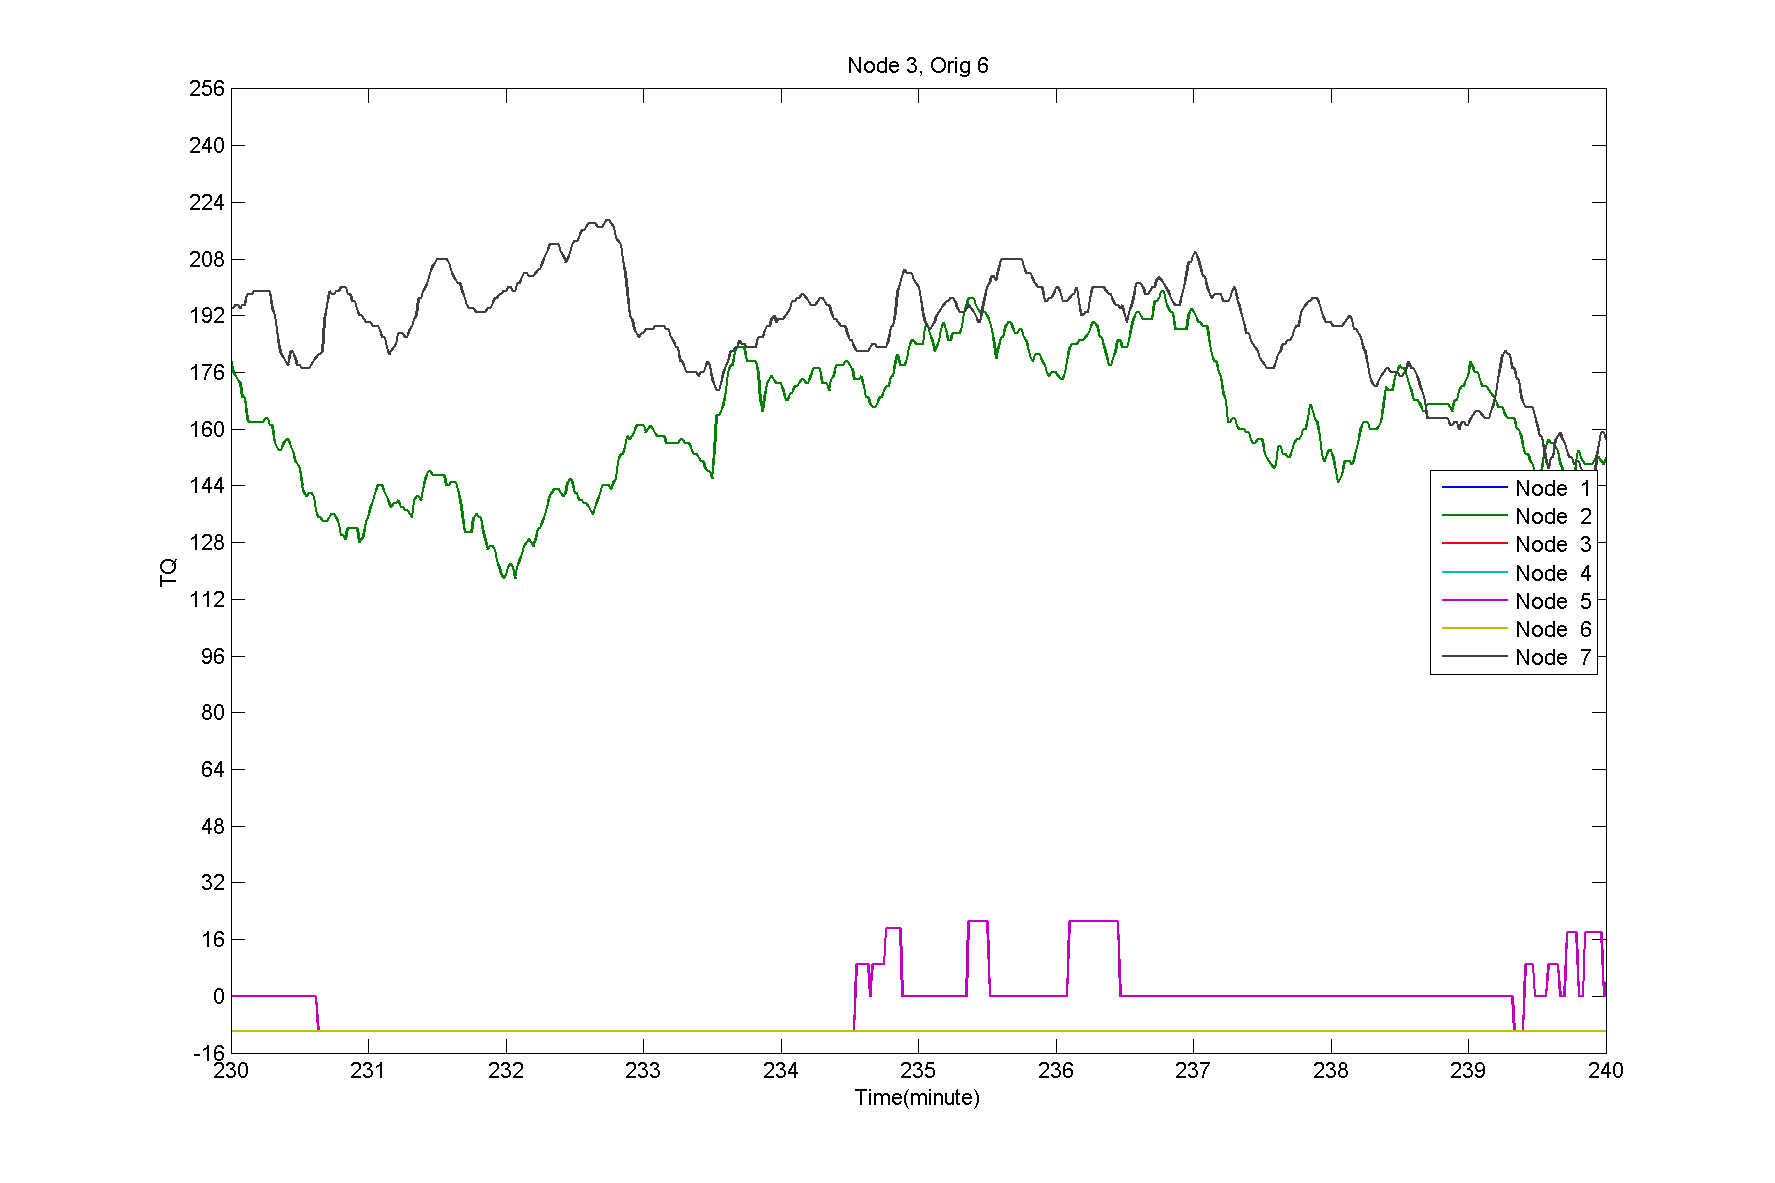 Node 3, Orig 6
256
240
224
208
192
176
160
144
128
112
96
80
64
48
32
16
0
-16
TQ
230 231 232 233 234 235 236 237 238 239 240
Time(minute)
Node 1
Node 2
Node 3
Node 4
Node 5
Node 6
Node 7